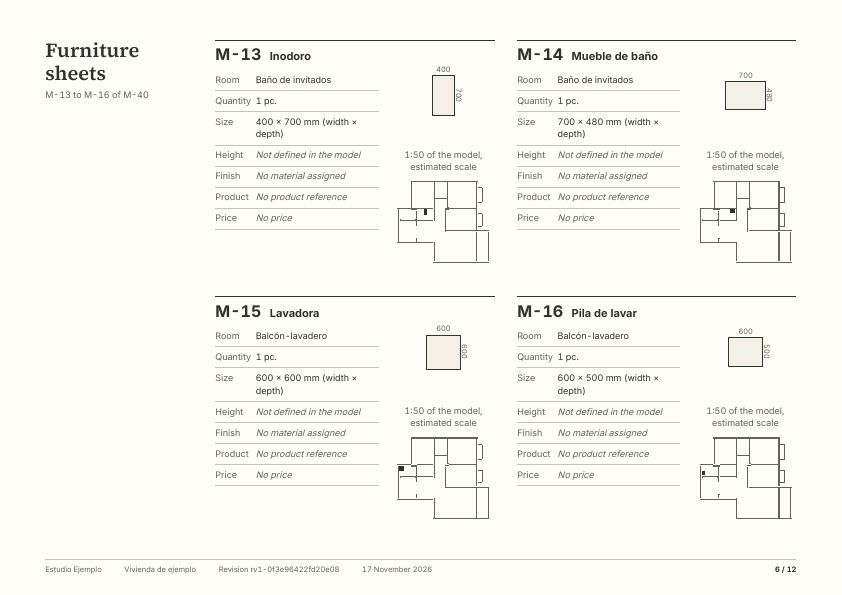 Furniture
sheets
M-13 to M-16 of M-40
M-13 Inodoro
Room Baño de invitados
Quantity 1 pc.
Size 400 × 700 mm (width ×
depth)
Height Not defined in the model
Finish No material assigned
Product No product reference
Price No price
400
700
1:50 of the model,
estimated scale
M-14 Mueble de baño
Room Baño de invitados
Quantity 1 pc.
Size 700 × 480 mm (width ×
depth)
Height Not defined in the model
Finish No material assigned
Product No product reference
Price No price
700
480
1:50 of the model,
estimated scale
M-15 Lavadora
Room Balcón-lavadero
Quantity 1 pc.
Size 600 × 600 mm (width ×
depth)
Height Not defined in the model
Finish No material assigned
Product No product reference
Price No price
600
600
1:50 of the model,
estimated scale
M-16 Pila de lavar
Room Balcón-lavadero
Quantity 1 pc.
Size 600 × 500 mm (width ×
depth)
Height Not defined in the model
Finish No material assigned
Product No product reference
Price No price
600
500
1:50 of the model,
estimated scale
Estudio Ejemplo Vivienda de ejemplo Revision rv1-0f3e96422fd20e08 17 November 2026 6 / 12